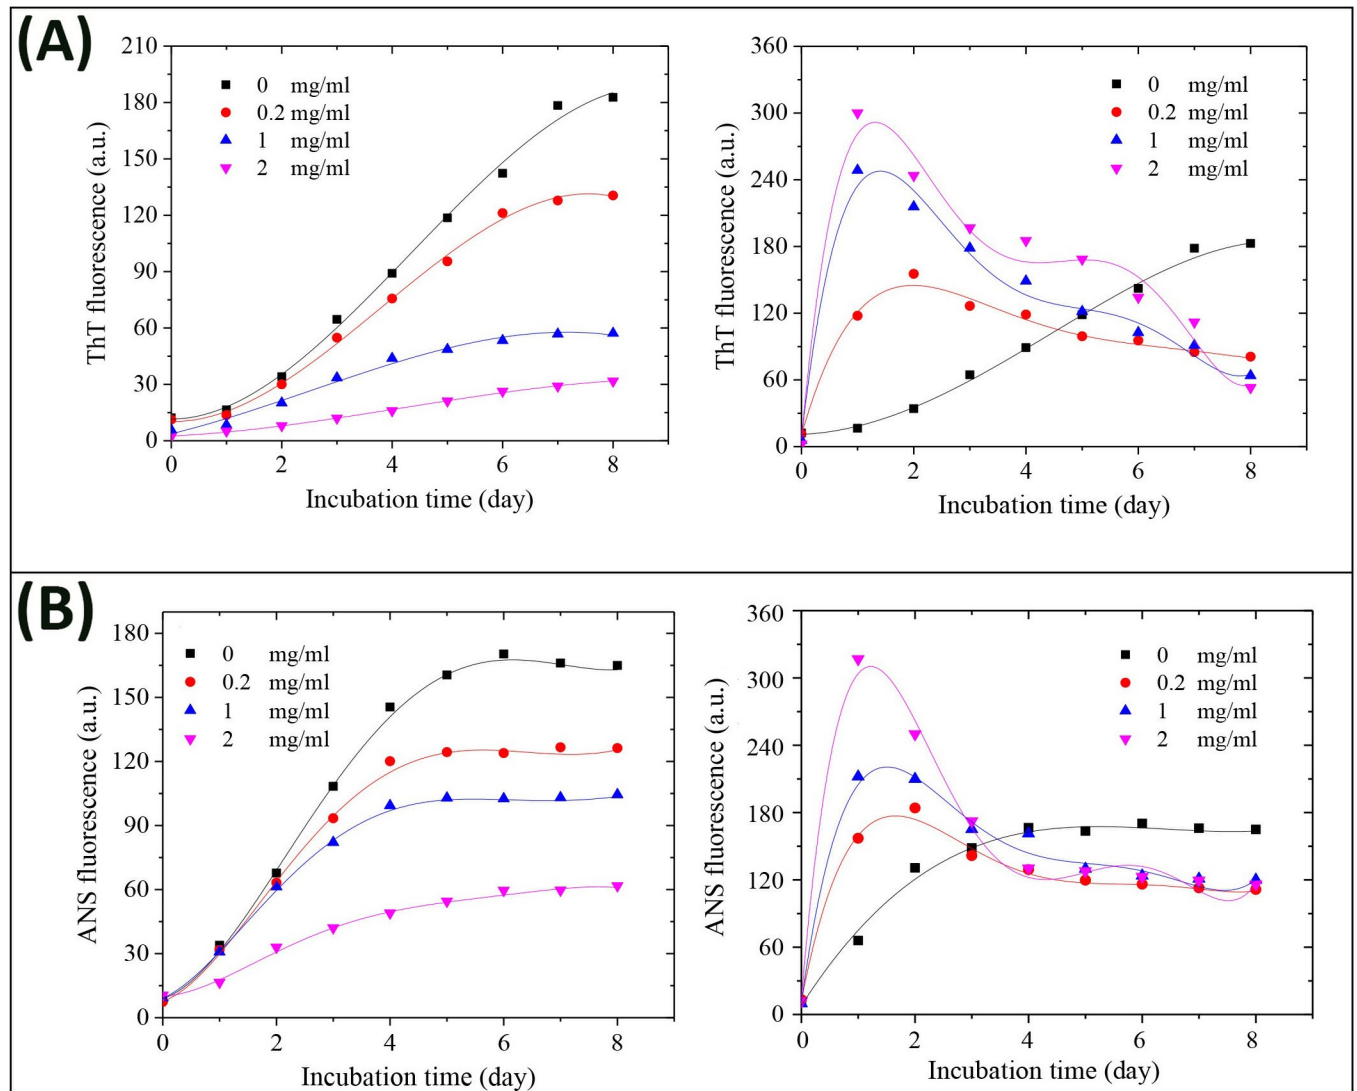 (A)
210
180
150
120
90
60
30
0
ThT fluorescence (a.u.)
0 mg/ml
0.2 mg/ml
1 mg/ml
2 mg/ml
0 2 4 6 8
Incubation time (day)
360
300
240
180
120
60
0
ThT fluorescence (a.u.)
0 mg/ml
0.2 mg/ml
1 mg/ml
2 mg/ml
0 2 4 6 8
Incubation time (day)
(B)
180
150
120
90
60
30
0
ANS fluorescence (a.u.)
0 mg/ml
0.2 mg/ml
1 mg/ml
2 mg/ml
0 2 4 6 8
Incubation time (day)
360
300
240
180
120
60
0
ANS fluorescence (a.u.)
0 mg/ml
0.2 mg/ml
1 mg/ml
2 mg/ml
0 2 4 6 8
Incubation time (day)